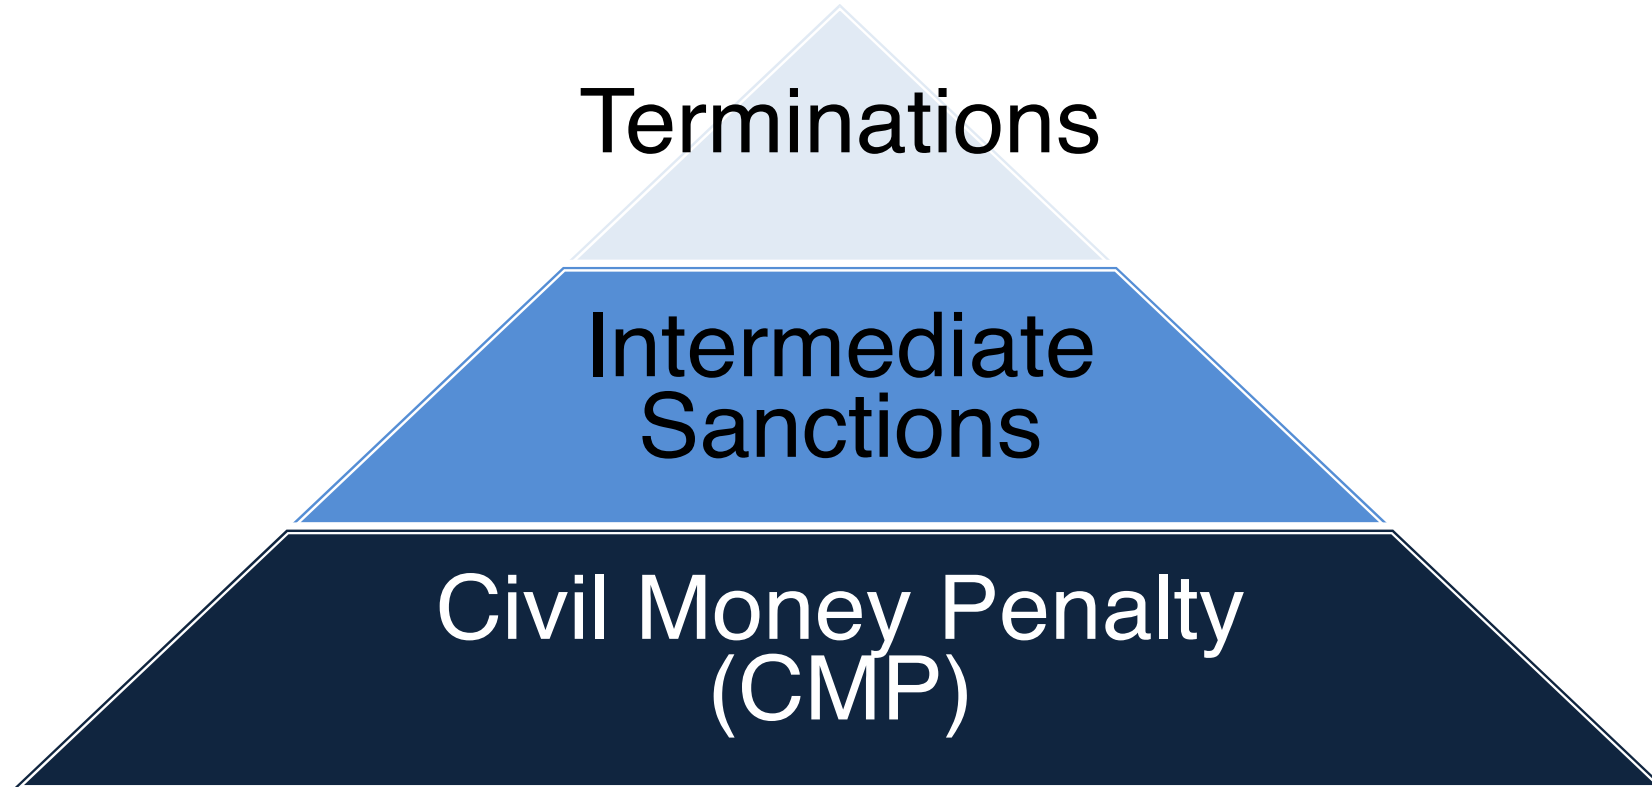 Terminations
Intermediate
Sanctions
Civil Money Penalty
(CMP)